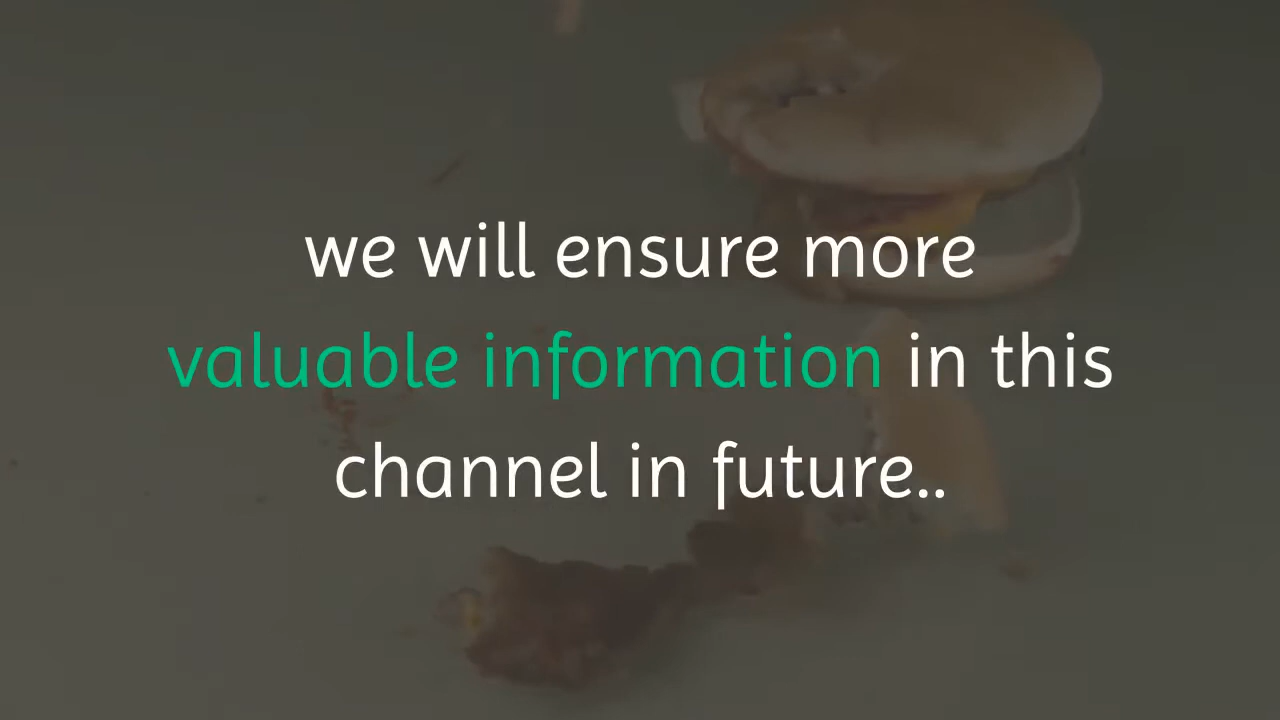 we will ensure more
valuable information in this
channel in future..